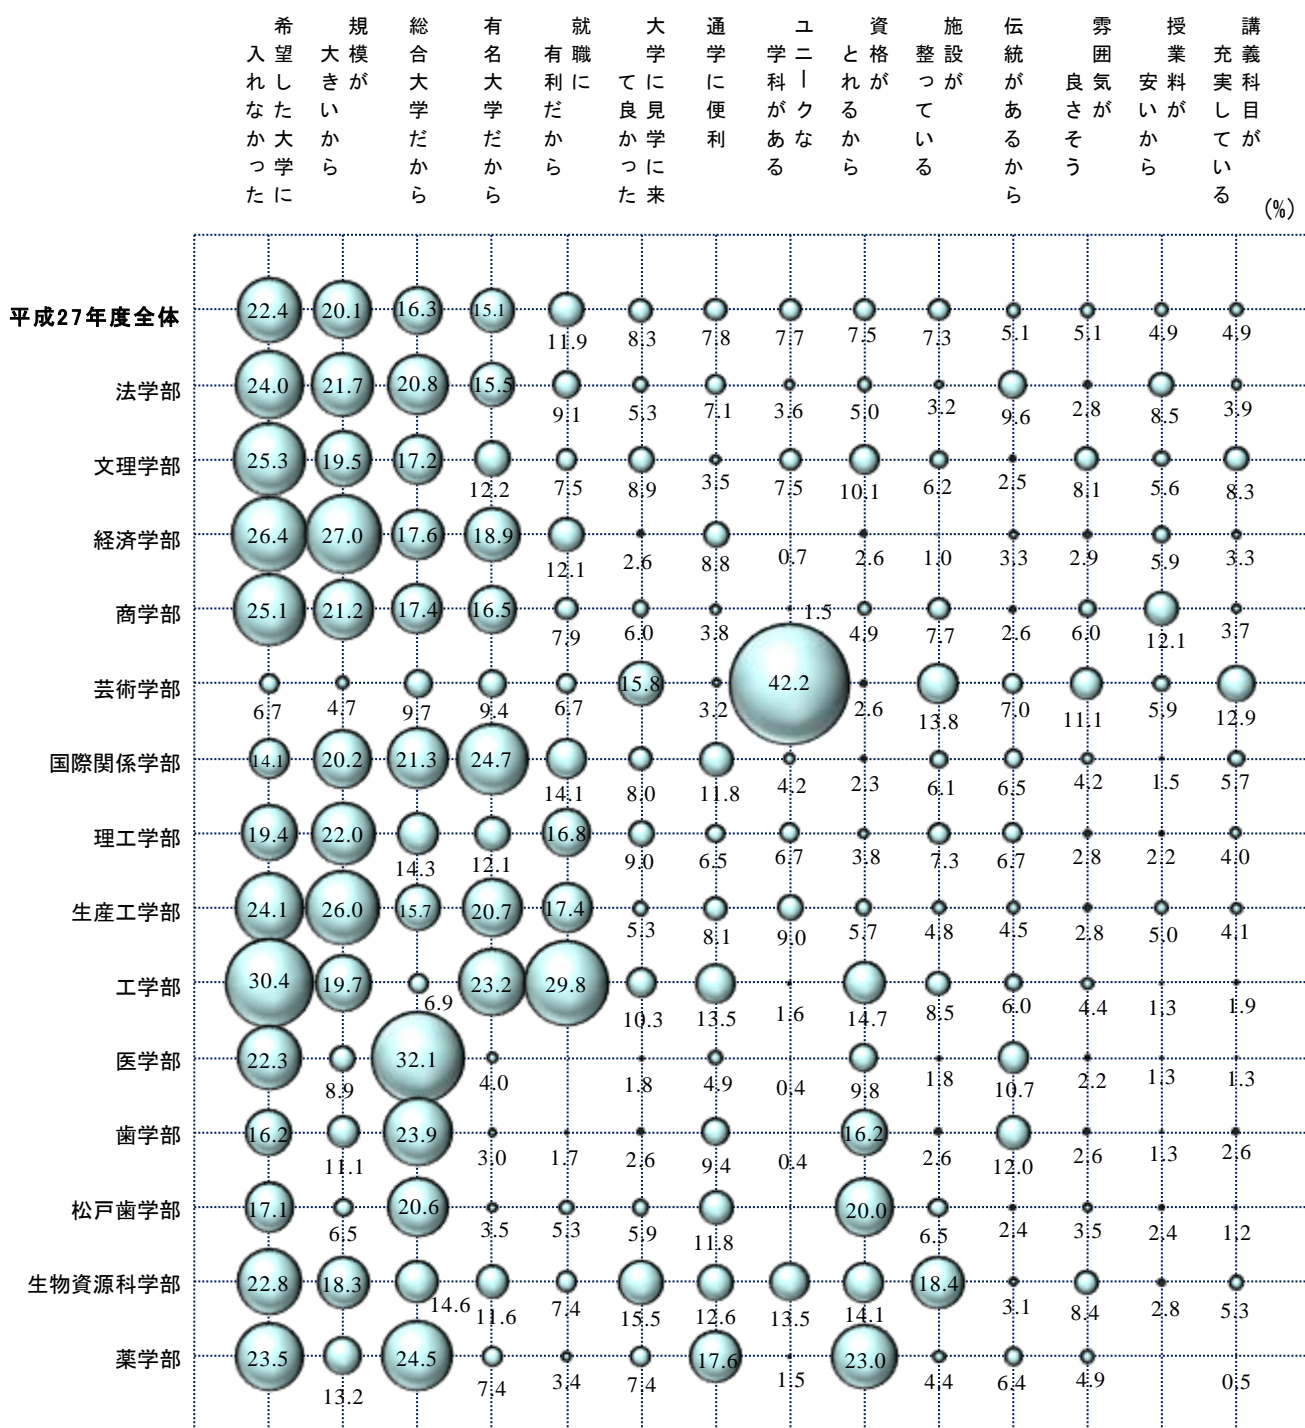 希望した大学に
入れなかった
規模が
大きいから
総合大学だから
有名大学だから
就職に
有利だから
大学に見学に来
て良かった
通学に便利
ユニークな
学科がある
資格が
とれるから
施設が
整っている
伝統があるから
雰囲気が
良さそう
授業料が
安いから
講義科目が
充実している
(%)
平成27年度全体 22.4 20.1 16.3 15.1 11.9 8.3 7.8 7.7 7.5 7.3 5.1 5.1 4.9 4.9
法学部 24.0 21.7 20.8 15.5 9.1 5.3 7.1 3.6 5.0 3.2 9.6 2.8 8.5 3.9
文理学部 25.3 19.5 17.2 12.2 7.5 8.9 3.5 7.5 10.1 6.2 2.5 8.1 5.6 8.3
経済学部 26.4 27.0 17.6 18.9 12.1 2.6 8.8 0.7 2.6 1.0 3.3 2.9 5.9 3.3
商学部 25.1 21.2 17.4 16.5 7.9 6.0 3.8 1.5 4.9 7.7 2.6 6.0 12.1 3.7
芸術学部 6.7 4.7 9.7 9.4 6.7 15.8 3.2 42.2 2.6 13.8 7.0 11.1 5.9 12.9
国際関係学部 14.1 20.2 21.3 24.7 14.1 8.0 11.8 4.2 2.3 6.1 6.5 4.2 1.5 5.7
理工学部 19.4 22.0 14.3 12.1 16.8 9.0 6.5 6.7 3.8 7.3 6.7 2.8 2.2 4.0
生産工学部 24.1 26.0 15.7 20.7 17.4 5.3 8.1 9.0 5.7 4.8 4.5 2.8 5.0 4.1
工学部 30.4 19.7 6.9 23.2 29.8 10.3 13.5 1.6 14.7 8.5 6.0 4.4 1.3 1.9
医学部 22.3 8.9 32.1 4.0 1.8 4.9 0.4 9.8 1.8 10.7 2.2 1.3 1.3
歯学部 16.2 11.1 23.9 3.0 1.7 2.6 9.4 0.4 16.2 2.6 12.0 2.6 1.3 2.6
松戸歯学部 17.1 6.5 20.6 3.5 5.3 5.9 11.8 20.0 6.5 2.4 3.5 2.4 1.2
生物資源科学部 22.8 18.3 14.6 11.6 7.4 15.5 12.6 13.5 14.1 18.4 3.1 8.4 2.8 5.3
薬学部 23.5 13.2 24.5 7.4 3.4 7.4 17.6 1.5 23.0 4.4 6.4 4.9 0.5